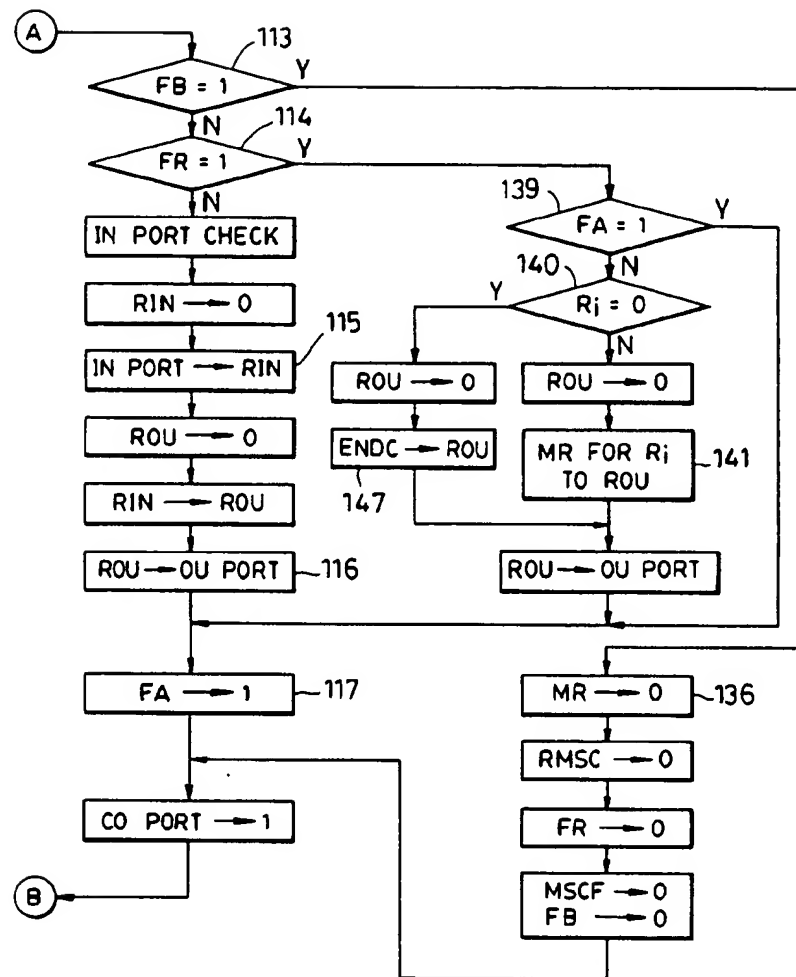 A
113
FB = 1
Y
N
114
FR = 1
Y
N
139
FA = 1
Y
N
140
IN PORT CHECK
Y
Ri = 0
N
RIN → 0
115
IN PORT → RIN
ROU → 0
ROU → 0
ROU → 0
ENDC → ROU
147
MR FOR Ri
TO ROU
141
RIN → ROU
ROU → OU PORT
116
ROU → OU PORT
FA → 1
117
MR → 0
136
RMSC → 0
CO PORT → 1
FR → 0
B
MSCF → 0
FB → 0